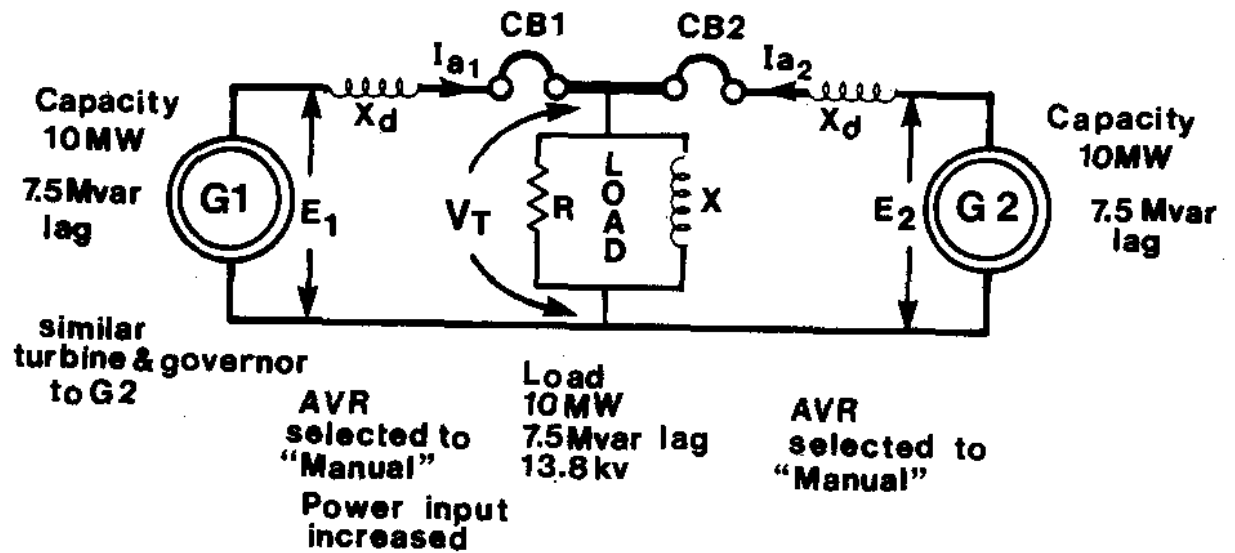 CB1
CB2
Ia1
Ia2
Xd
Xd
Capacity
10MW
7.5Mvar
lag
G1
E1
VT
R
LOAD
X
E2
G2
Capacity
10MW
7.5 Mvar
lag
similar
turbine & governor
to G2
AVR
selected to
"Manual"
Power input
increased
Load
10MW
7.5Mvar lag
13.8kv
AVR
selected to
"Manual"